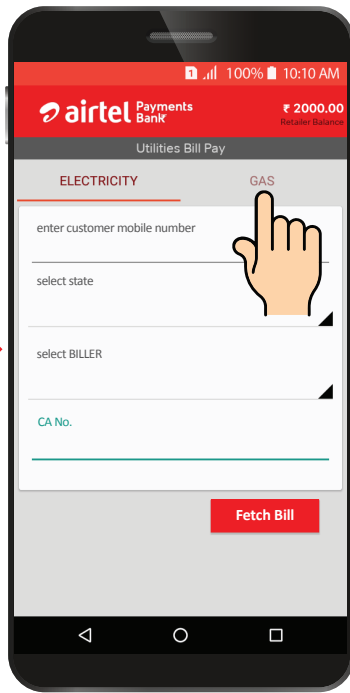 1 100% 10:10 AM
airtel Payments Bank
₹ 2000.00
Retailer Balance
Utilities Bill Pay
ELECTRICITY GAS
enter customer mobile number
select state
select BILLER
CA No.
Fetch Bill